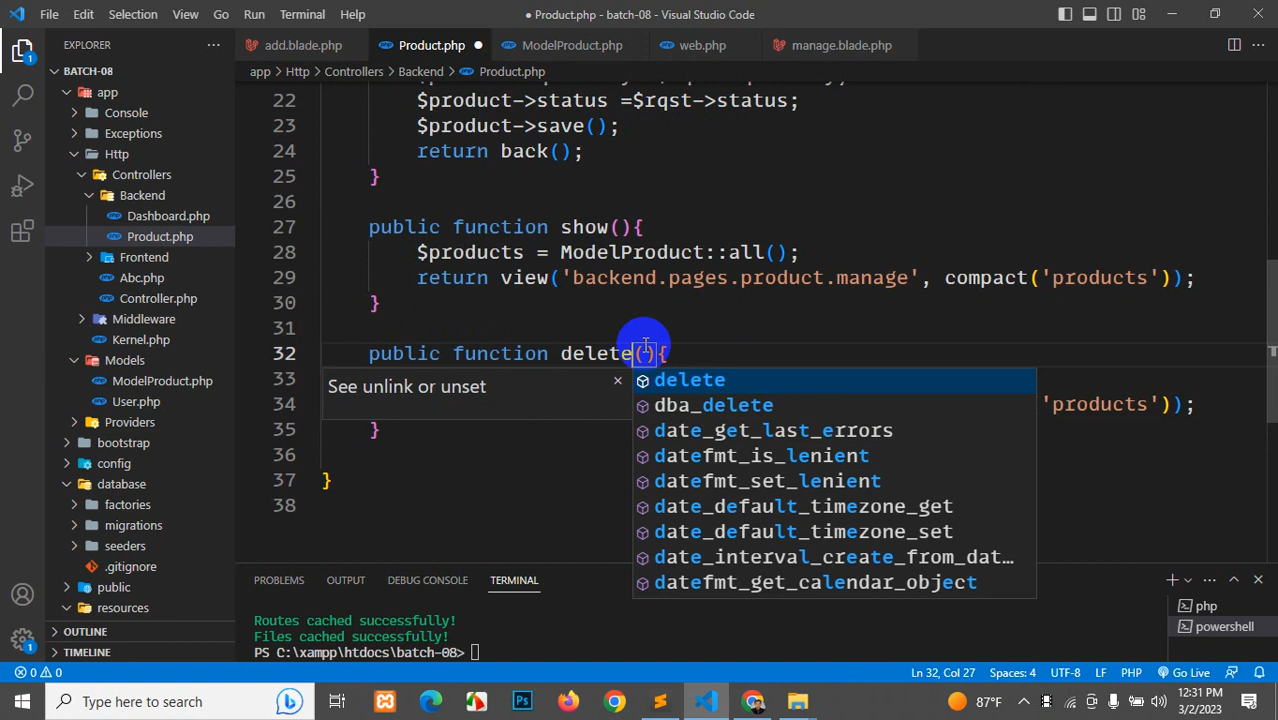 File Edit Selection View Go Run Terminal Help
● Product.php - batch-08 - Visual Studio Code
EXPLORER
add.blade.php
Product.php
ModelProduct.php
web.php
manage.blade.php
BATCH-08
app > Http > Controllers > Backend > Product.php
app
Console
Exceptions
Http
Controllers
Backend
Dashboard.php
Product.php
Frontend
Abc.php
Controller.php
Middleware
Kernel.php
Models
ModelProduct.php
User.php
Providers
bootstrap
config
database
factories
migrations
seeders
.gitignore
public
resources
OUTLINE
TIMELINE
22 $product->status =$rqst->status;
23 $product->save();
24 return back();
25 }
26
27 public function show(){
28 $products = ModelProduct::all();
29 return view('backend.pages.product.manage', compact('products'));
30 }
31
32 public function delete(){
33
34 'products'));
35 }
36
37 }
38
See unlink or unset
delete
dba_delete
date_get_last_errors
datefmt_is_lenient
datefmt_set_lenient
date_default_timezone_get
date_default_timezone_set
date_interval_create_from_dat…
datefmt_get_calendar_object
PROBLEMS OUTPUT DEBUG CONSOLE TERMINAL
Routes cached successfully!
Files cached successfully!
PS C:\xampp\htdocs\batch-08>
php
powershell
0 0
Ln 32, Col 27 Spaces: 4 UTF-8 LF PHP Go Live
Type here to search
87°F
12:31 PM
3/2/2023